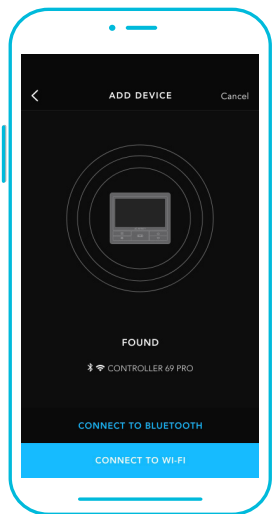 ADD DEVICE Cancel
FOUND
CONTROLLER 69 PRO
CONNECT TO BLUETOOTH
CONNECT TO WI-FI